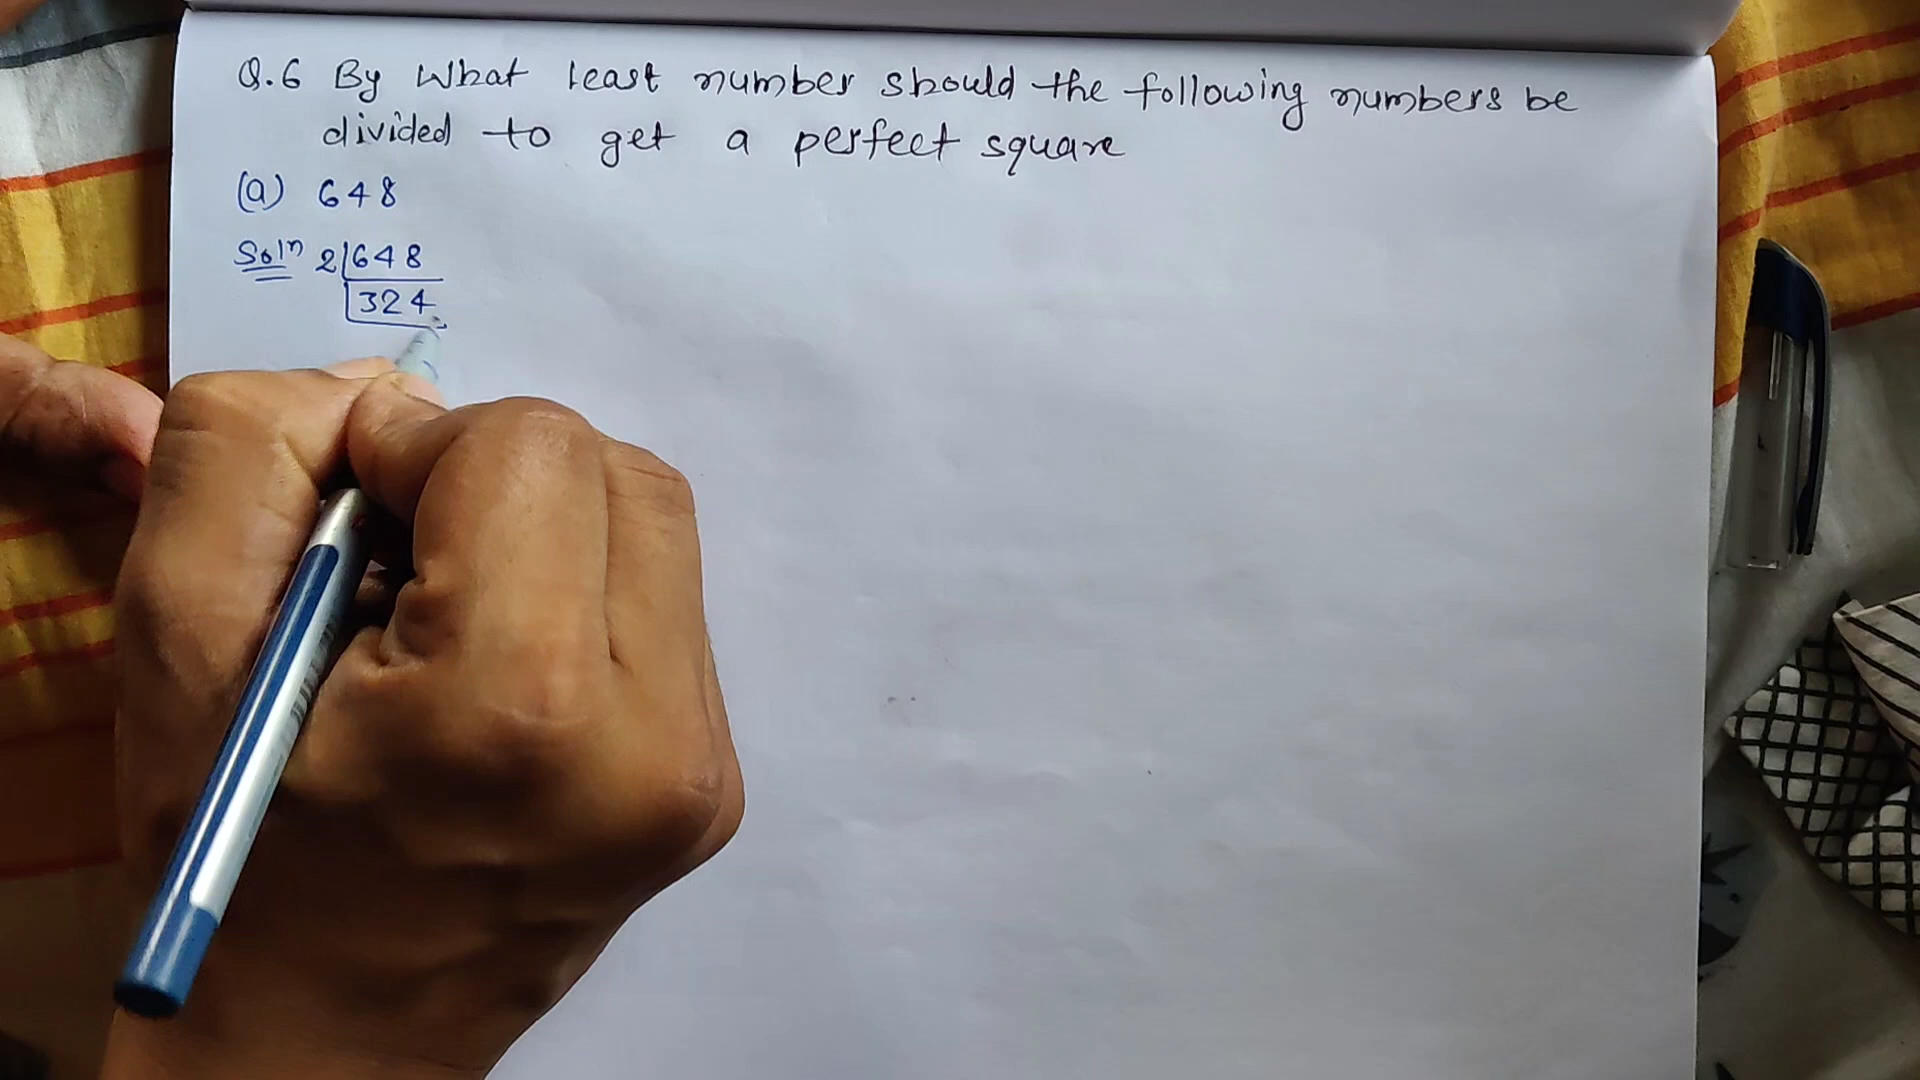 Q.6 By What least number should the following numbers be
divided to get a perfect square
(a) 648
Soln 2|648
|324